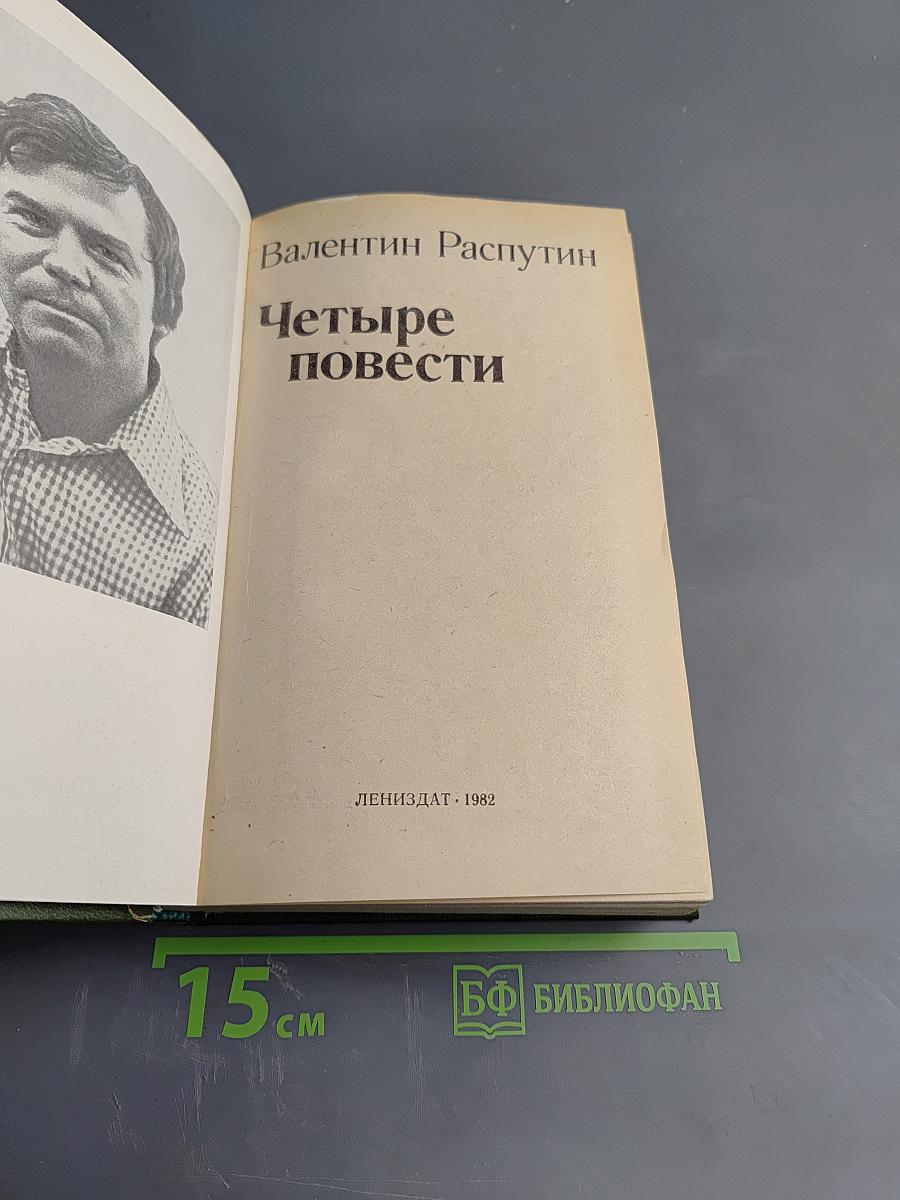 Валентин Распутин
Четыре
повести
ЛЕНИЗДАТ · 1982
15 см
БФ БИБЛИОФАН